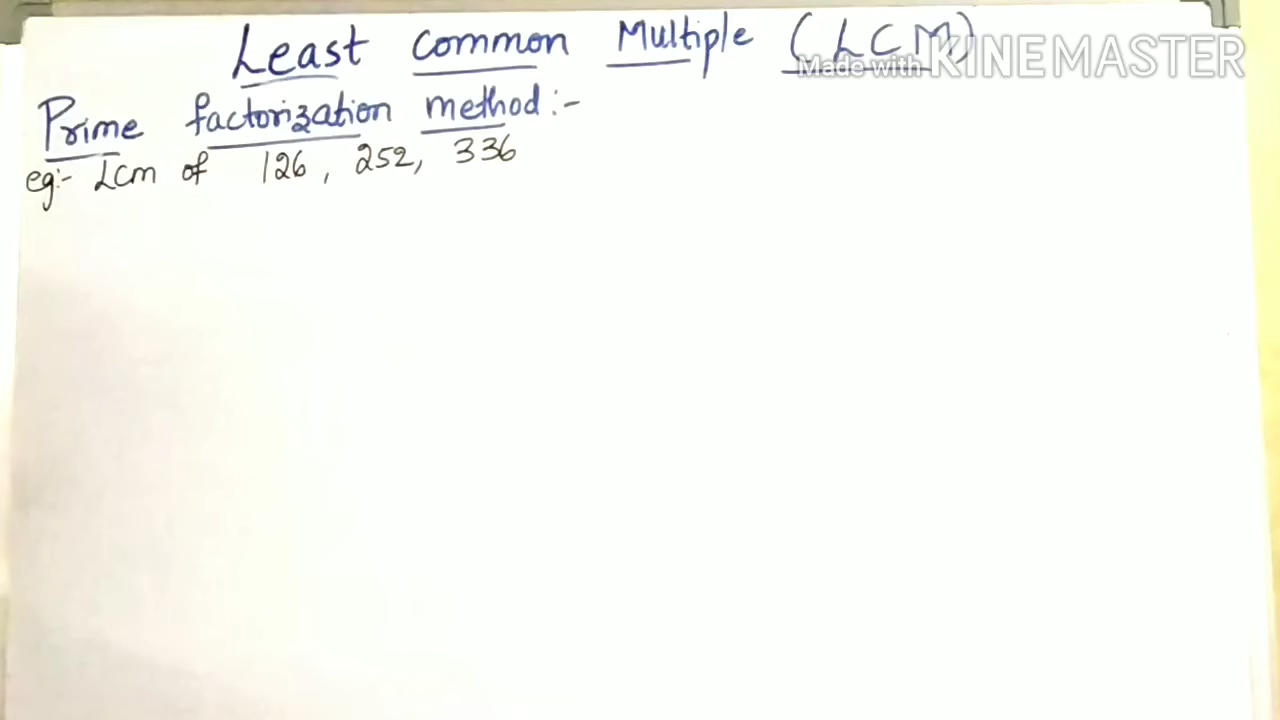 Least common Multiple (LCM)
Made with KINEMASTER
Prime factorization method:-
eg:- Lcm of 126, 252, 336